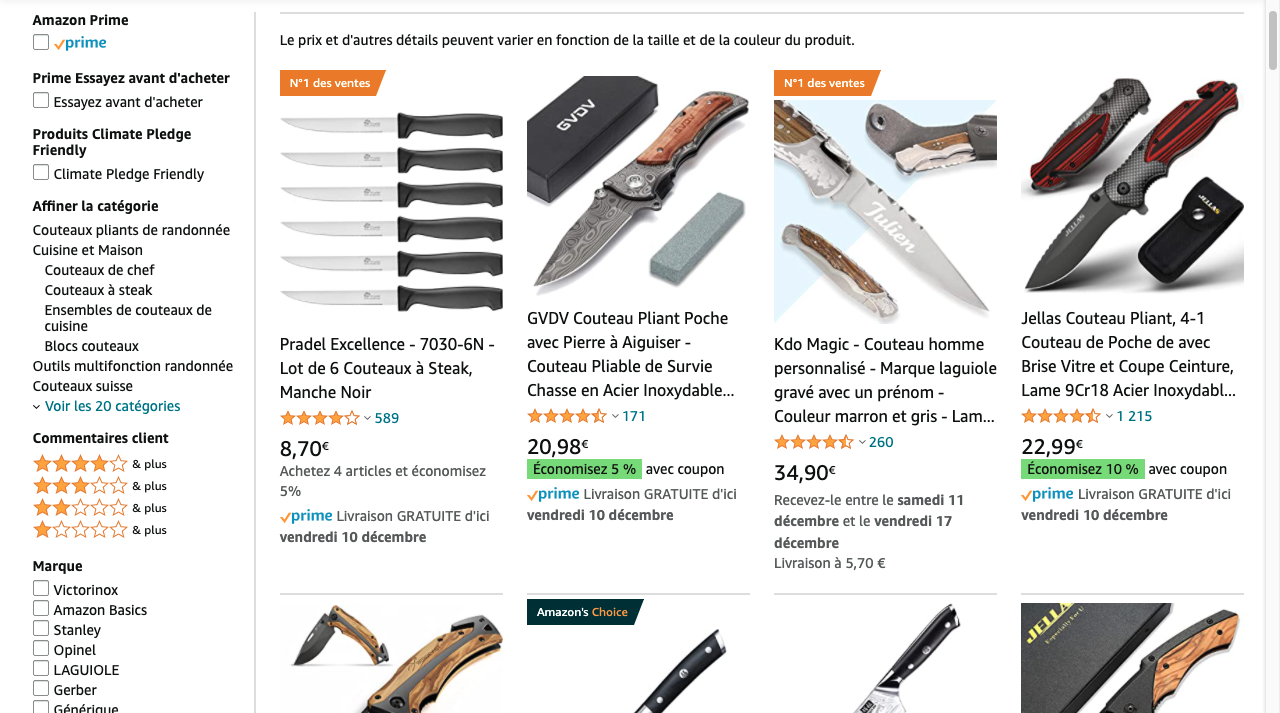 Amazon Prime
prime
Prime Essayez avant d'acheter
Essayez avant d'acheter
Produits Climate Pledge
Friendly
Climate Pledge Friendly
Affiner la catégorie
Couteaux pliants de randonnée
Cuisine et Maison
Couteaux de chef
Couteaux à steak
Ensembles de couteaux de
cuisine
Blocs couteaux
Outils multifonction randonnée
Couteaux suisse
Voir les 20 catégories
Commentaires client
& plus
& plus
& plus
& plus
Marque
Victorinox
Amazon Basics
Stanley
Opinel
LAGUIOLE
Gerber
Générique
Le prix et d'autres détails peuvent varier en fonction de la taille et de la couleur du produit.
N°1 des ventes
Pradel Excellence - 7030-6N -
Lot de 6 Couteaux à Steak,
Manche Noir
589
8,70€
Achetez 4 articles et économisez
5%
prime Livraison GRATUITE d'ici
vendredi 10 décembre
GVDV
GVDV
GVDV Couteau Pliant Poche
avec Pierre à Aiguiser -
Couteau Pliable de Survie
Chasse en Acier Inoxydable...
171
20,98€
Économisez 5 % avec coupon
prime Livraison GRATUITE d'ici
vendredi 10 décembre
N°1 des ventes
Julien
Kdo Magic - Couteau homme
personnalisé - Marque laguiole
gravé avec un prénom -
Couleur marron et gris - Lam...
260
34,90€
Recevez-le entre le samedi 11
décembre et le vendredi 17
décembre
Livraison à 5,70 €
JELLAS
JELLAS
Jellas Couteau Pliant, 4-1
Couteau de Poche de avec
Brise Vitre et Coupe Ceinture,
Lame 9Cr18 Acier Inoxydabl...
1 215
22,99€
Économisez 10 % avec coupon
prime Livraison GRATUITE d'ici
vendredi 10 décembre
Amazon's Choice
JELLAS
Especially For U